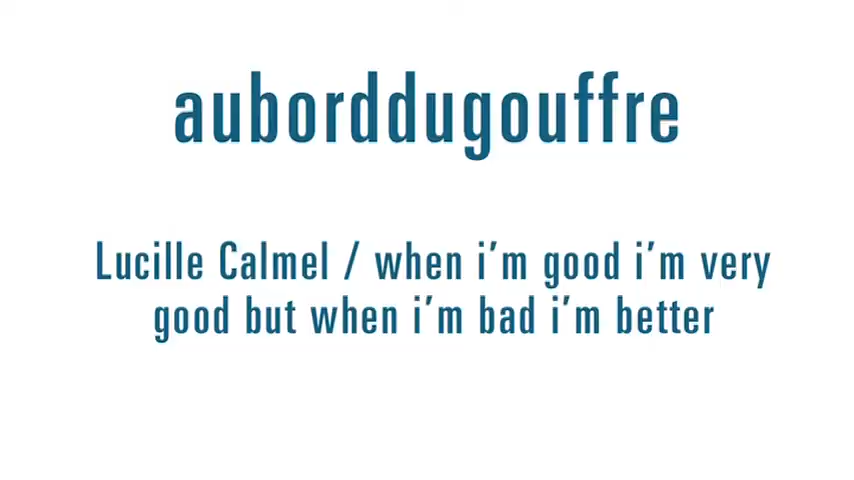 auborddugouffre
Lucille Calmel / when i’m good i’m very
good but when i’m bad i’m better